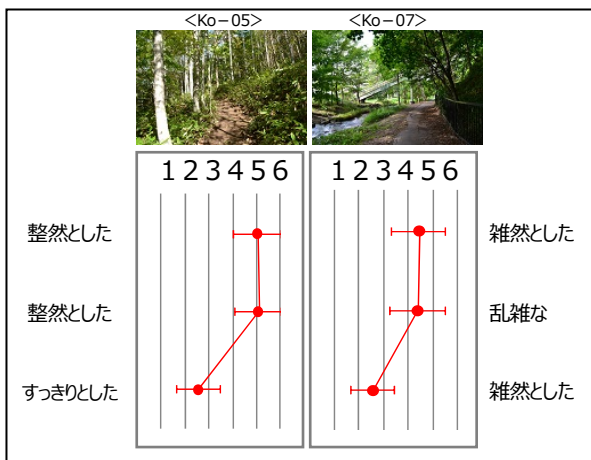 <Ko-05> <Ko-07>
1 2 3 4 5 6 1 2 3 4 5 6
整然とした 雑然とした
整然とした 乱雑な
すっきりとした 雑然とした